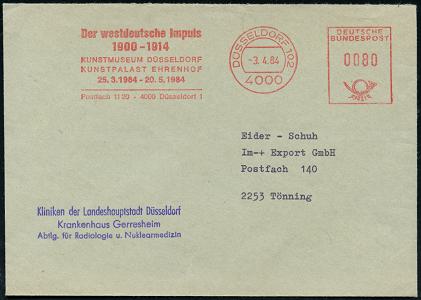 Der westdeutsche Impuls
1900-1914
KUNSTMUSEUM DÜSSELDORF
KUNSTPALAST EHRENHOF
25.3.1984 - 20.5.1984
Postfach 1120 - 4000 Düsseldorf 1
DÜSSELDORF 102
-3.4.84
4000
DEUTSCHE
BUNDESPOST
0080
Eider - Schuh
Im-+ Export GmbH
Postfach 140
2253 Tönning
Kliniken der Landeshauptstadt Düsseldorf
Krankenhaus Gerresheim
Abtlg. für Radiologie u. Nuklearmedizin